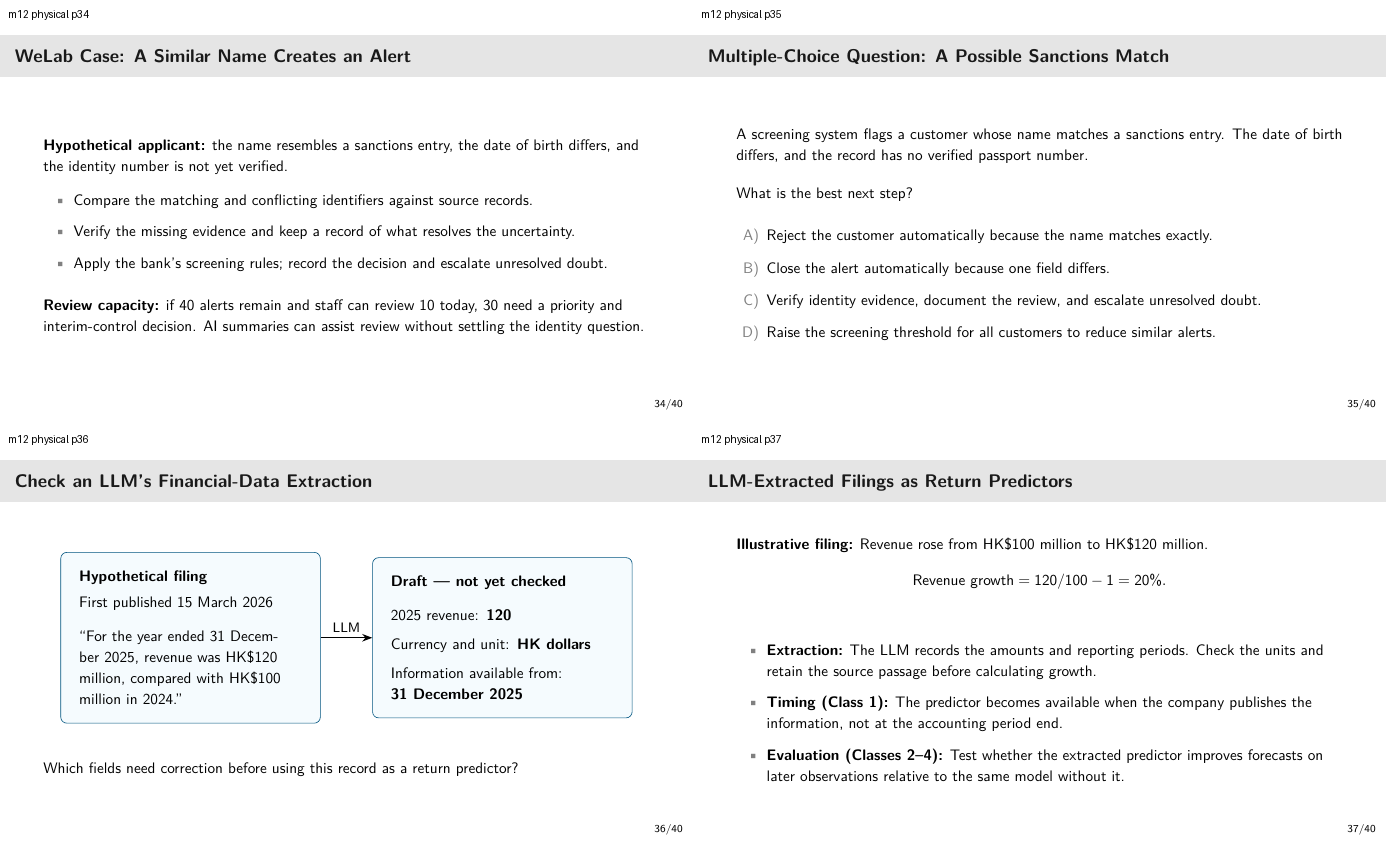 m12 physical p34
WeLab Case: A Similar Name Creates an Alert
Hypothetical applicant: the name resembles a sanctions entry, the date of birth differs, and
the identity number is not yet verified.
Compare the matching and conflicting identifiers against source records.
Verify the missing evidence and keep a record of what resolves the uncertainty.
Apply the bank's screening rules; record the decision and escalate unresolved doubt.
Review capacity: if 40 alerts remain and staff can review 10 today, 30 need a priority and
interim-control decision. AI summaries can assist review without settling the identity question.
34/40
m12 physical p35
Multiple-Choice Question: A Possible Sanctions Match
A screening system flags a customer whose name matches a sanctions entry. The date of birth
differs, and the record has no verified passport number.
What is the best next step?
A) Reject the customer automatically because the name matches exactly.
B) Close the alert automatically because one field differs.
C) Verify identity evidence, document the review, and escalate unresolved doubt.
D) Raise the screening threshold for all customers to reduce similar alerts.
35/40
m12 physical p36
Check an LLM's Financial-Data Extraction
Hypothetical filing
First published 15 March 2026
“For the year ended 31 Decem-
ber 2025, revenue was HK$120
million, compared with HK$100
million in 2024.”
LLM
Draft — not yet checked
2025 revenue: 120
Currency and unit: HK dollars
Information available from:
31 December 2025
Which fields need correction before using this record as a return predictor?
36/40
m12 physical p37
LLM-Extracted Filings as Return Predictors
Illustrative filing: Revenue rose from HK$100 million to HK$120 million.
Revenue growth = 120/100 − 1 = 20%.
Extraction: The LLM records the amounts and reporting periods. Check the units and
retain the source passage before calculating growth.
Timing (Class 1): The predictor becomes available when the company publishes the
information, not at the accounting period end.
Evaluation (Classes 2–4): Test whether the extracted predictor improves forecasts on
later observations relative to the same model without it.
37/40